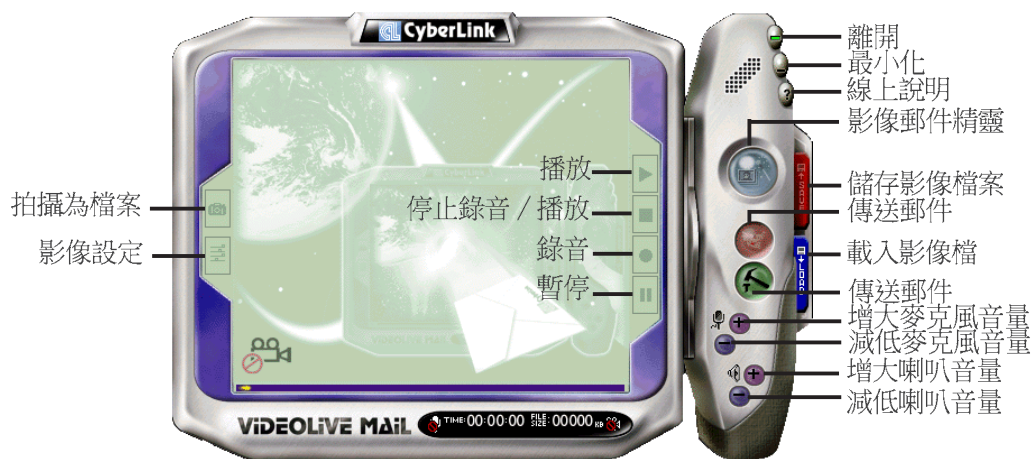 CyberLink
離開
最小化
線上說明
影像郵件精靈
播放
儲存影像檔案
拍攝為檔案
停止錄音 / 播放
傳送郵件
影像設定
錄音
載入影像檔
暫停
傳送郵件
增大麥克風音量
減低麥克風音量
增大喇叭音量
減低喇叭音量
SAVE
LOAD
VIDEOLIVE MAIL
TIME: 00:00:00 FILE SIZE: 00000 KB